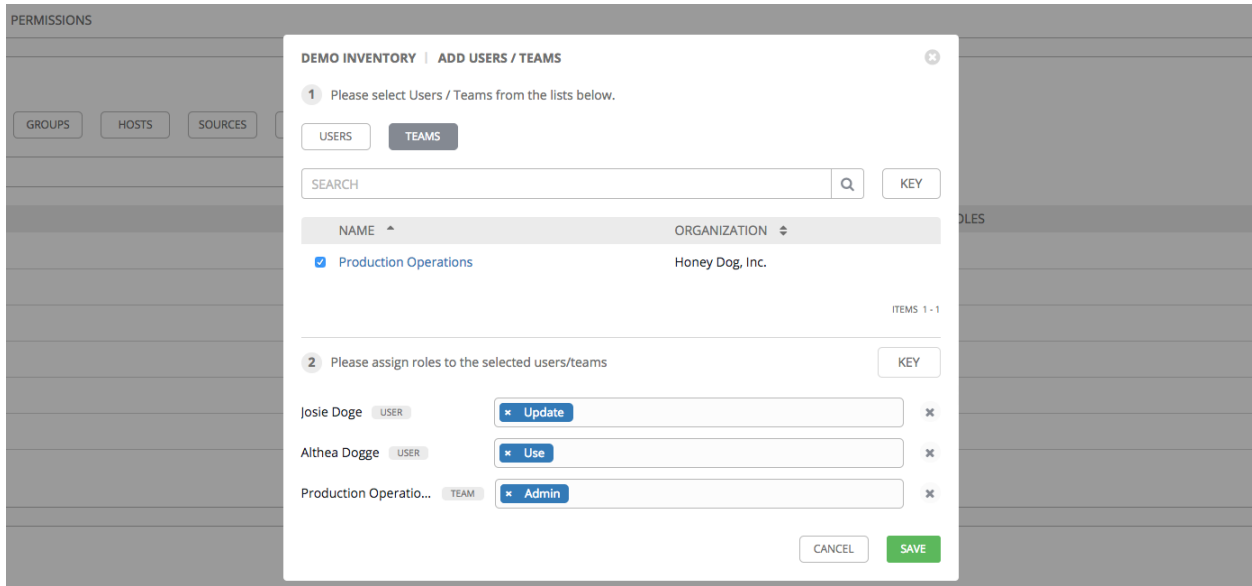 PERMISSIONS
DEMO INVENTORY | ADD USERS / TEAMS
1 Please select Users / Teams from the lists below.
GROUPS HOSTS SOURCES
USERS TEAMS
SEARCH KEY
NAME ORGANIZATION
OLES
Production Operations Honey Dog, Inc.
ITEMS 1 - 1
2 Please assign roles to the selected users/teams KEY
Josie Doge USER × Update
Althea Dogge USER × Use
Production Operatio... TEAM × Admin
CANCEL SAVE